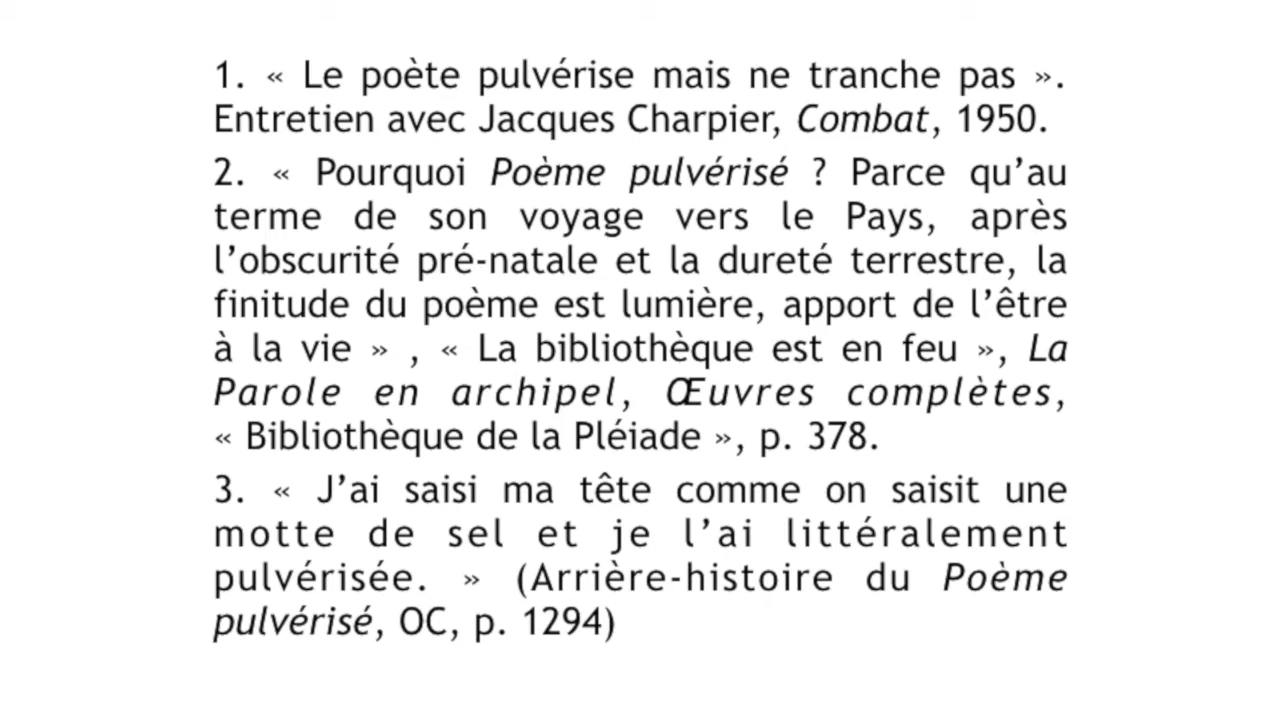 1. « Le poète pulvérise mais ne tranche pas ».
Entretien avec Jacques Charpier, Combat, 1950.
2. « Pourquoi Poème pulvérisé ? Parce qu’au
terme de son voyage vers le Pays, après
l’obscurité pré-natale et la dureté terrestre, la
finitude du poème est lumière, apport de l’être
à la vie » , « La bibliothèque est en feu », La
Parole en archipel, Œuvres complètes,
« Bibliothèque de la Pléiade », p. 378.
3. « J’ai saisi ma tête comme on saisit une
motte de sel et je l’ai littéralement
pulvérisée. » (Arrière-histoire du Poème
pulvérisé, OC, p. 1294)